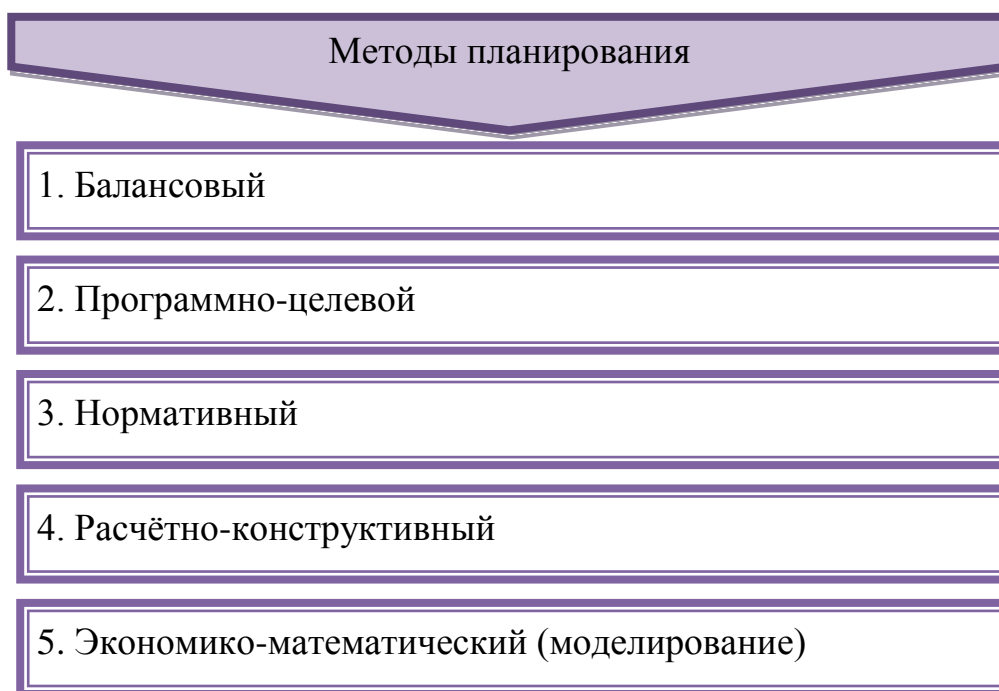 Методы планирования
1. Балансовый
2. Программно-целевой
3. Нормативный
4. Расчётно-конструктивный
5. Экономико-математический (моделирование)